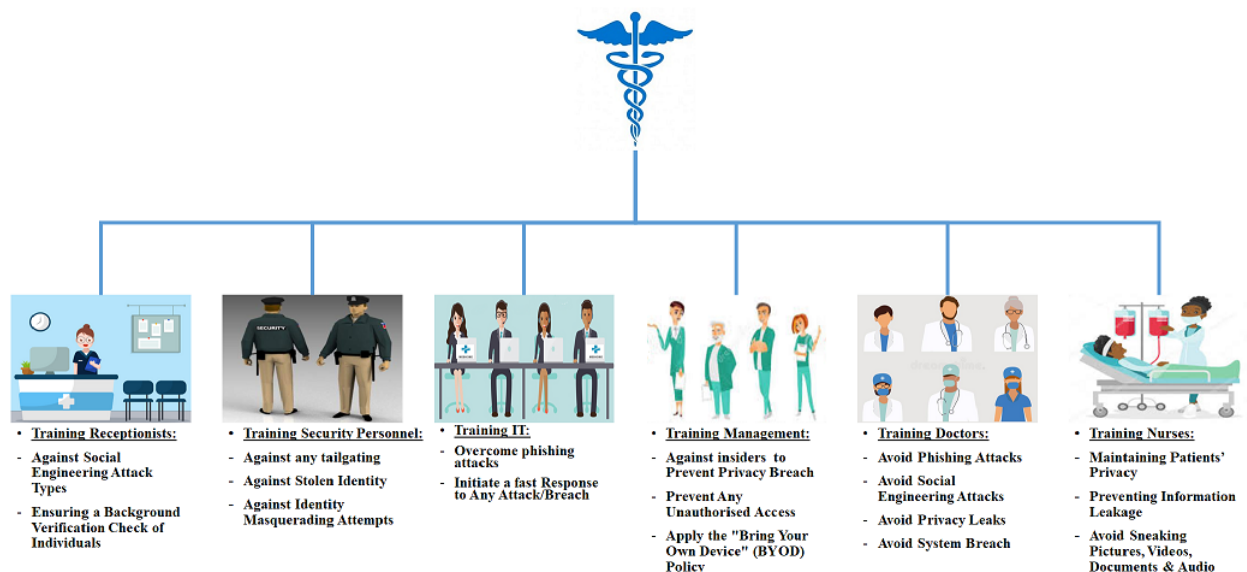 SECURITY
• Training Receptionists:
- Against Social
Engineering Attack
Types
- Ensuring a Background
Verification Check of
Individuals
• Training Security Personnel:
- Against any tailgating
- Against Stolen Identity
- Against Identity
Masquerading Attempts
• Training IT:
- Overcome phishing
attacks
- Initiate a fast Response
to Any Attack/Breach
• Training Management:
- Against insiders to
Prevent Privacy Breach
- Prevent Any
Unauthorised Access
- Apply the "Bring Your
Own Device" (BYOD)
Policy
• Training Doctors:
- Avoid Phishing Attacks
- Avoid Social
Engineering Attacks
- Avoid Privacy Leaks
- Avoid System Breach
• Training Nurses:
- Maintaining Patients'
Privacy
- Preventing Information
Leakage
- Avoid Sneaking
Pictures, Videos,
Documents & Audio